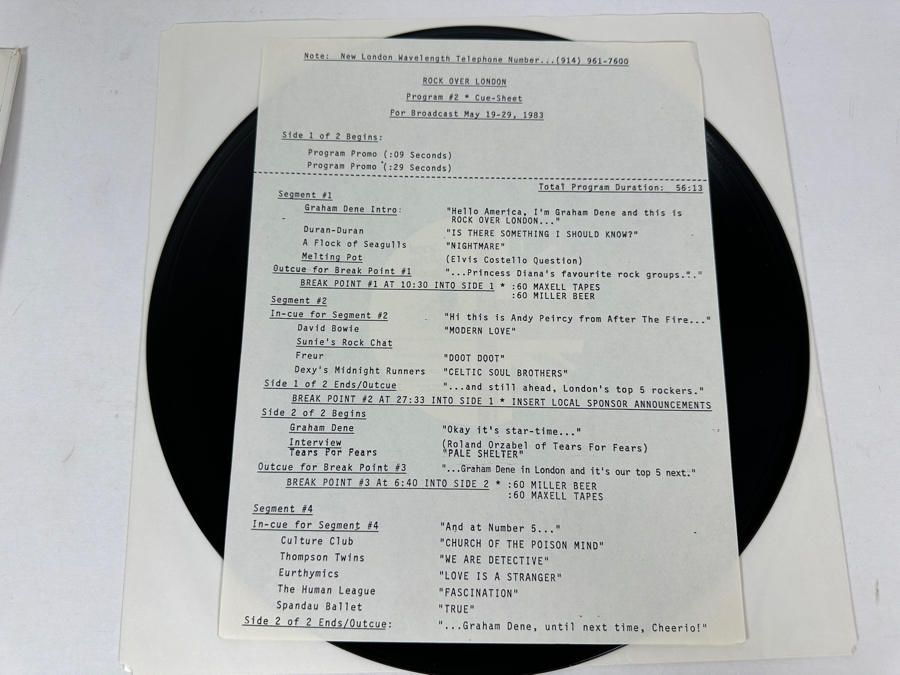 Note: New London Wavelength Telephone Number...(914) 961-7600
ROCK OVER LONDON
Program #2 * Cue-Sheet
For Broadcast May 19-29, 1983
Side 1 of 2 Begins:
Program Promo (:09 Seconds)
Program Promo (:29 Seconds)
Total Program Duration: 56:13
Segment #1
Graham Dene Intro: "Hello America, I'm Graham Dene and this is
ROCK OVER LONDON..."
Duran-Duran "IS THERE SOMETHING I SHOULD KNOW?"
A Flock of Seagulls "NIGHTMARE"
Melting Pot (Elvis Costello Question)
Outcue for Break Point #1 "...Princess Diana's favourite rock groups..."
BREAK POINT #1 AT 10:30 INTO SIDE 1 * :60 MAXELL TAPES
:60 MILLER BEER
Segment #2
In-cue for Segment #2 "Hi this is Andy Peircy from After The Fire..."
David Bowie "MODERN LOVE"
Sunie's Rock Chat
Freur "DOOT DOOT"
Dexy's Midnight Runners "CELTIC SOUL BROTHERS"
Side 1 of 2 Ends/Outcue "...and still ahead, London's top 5 rockers."
BREAK POINT #2 AT 27:33 INTO SIDE 1 * INSERT LOCAL SPONSOR ANNOUNCEMENTS
Side 2 of 2 Begins
Graham Dene "Okay it's star-time..."
Interview (Roland Orzabel of Tears For Fears)
Tears For Fears "PALE SHELTER"
Outcue for Break Point #3 "...Graham Dene in London and it's our top 5 next."
BREAK POINT #3 At 6:40 INTO SIDE 2 * :60 MILLER BEER
:60 MAXELL TAPES
Segment #4
In-cue for Segment #4 "And at Number 5..."
Culture Club "CHURCH OF THE POISON MIND"
Thompson Twins "WE ARE DETECTIVE"
Eurthymics "LOVE IS A STRANGER"
The Human League "FASCINATION"
Spandau Ballet "TRUE"
Side 2 of 2 Ends/Outcue: "...Graham Dene, until next time, Cheerio!"